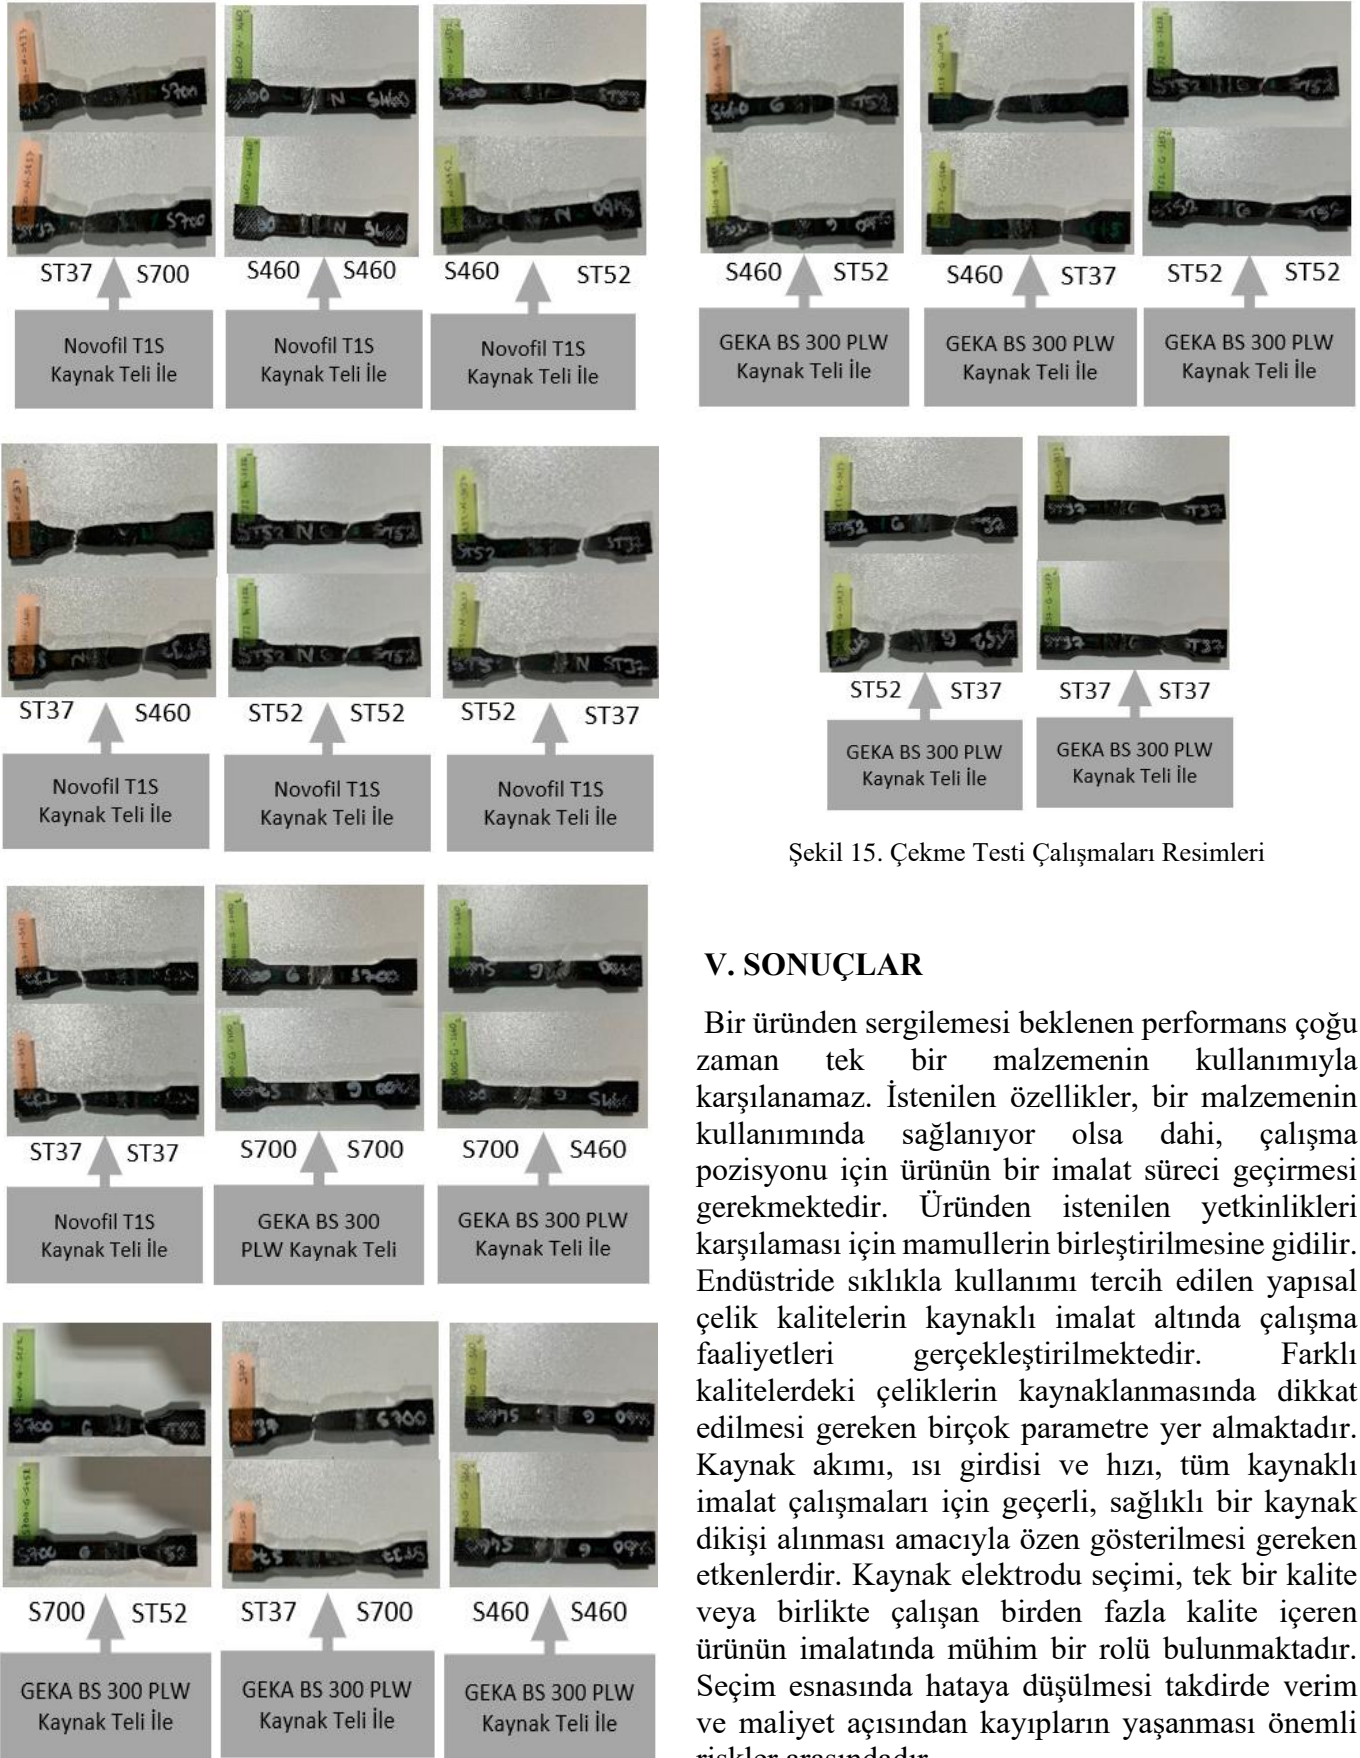 ST37 S700
S460 S460
S460 ST52
Novofil T1S
Kaynak Teli İle
Novofil T1S
Kaynak Teli İle
Novofil T1S
Kaynak Teli İle
ST37 S460
ST52 ST52
ST52 ST37
Novofil T1S
Kaynak Teli İle
Novofil T1S
Kaynak Teli İle
Novofil T1S
Kaynak Teli İle
ST37 ST37
S700 S700
S700 S460
Novofil T1S
Kaynak Teli İle
GEKA BS 300
PLW Kaynak Teli
GEKA BS 300 PLW
Kaynak Teli İle
S700 ST52
ST37 S700
S460 S460
GEKA BS 300 PLW
Kaynak Teli İle
GEKA BS 300 PLW
Kaynak Teli İle
GEKA BS 300 PLW
Kaynak Teli İle
S460 ST52
S460 ST37
ST52 ST52
GEKA BS 300 PLW
Kaynak Teli İle
GEKA BS 300 PLW
Kaynak Teli İle
GEKA BS 300 PLW
Kaynak Teli İle
ST52 ST37
ST37 ST37
GEKA BS 300 PLW
Kaynak Teli İle
GEKA BS 300 PLW
Kaynak Teli İle
Şekil 15. Çekme Testi Çalışmaları Resimleri
V. SONUÇLAR
Bir üründen sergilemesi beklenen performans çoğu
zaman tek bir malzemenin kullanımıyla
karşılanamaz. İstenilen özellikler, bir malzemenin
kullanımında sağlanıyor olsa dahi, çalışma
pozisyonu için ürünün bir imalat süreci geçirmesi
gerekmektedir. Üründen istenilen yetkinlikleri
karşılaması için mamullerin birleştirilmesine gidilir.
Endüstride sıklıkla kullanımı tercih edilen yapısal
çelik kalitelerin kaynaklı imalat altında çalışma
faaliyetleri gerçekleştirilmektedir. Farklı
kalitelerdeki çeliklerin kaynaklanmasında dikkat
edilmesi gereken birçok parametre yer almaktadır.
Kaynak akımı, ısı girdisi ve hızı, tüm kaynaklı
imalat çalışmaları için geçerli, sağlıklı bir kaynak
dikişi alınması amacıyla özen gösterilmesi gereken
etkenlerdir. Kaynak elektrodu seçimi, tek bir kalite
veya birlikte çalışan birden fazla kalite içeren
ürünün imalatında mühim bir rolü bulunmaktadır.
Seçim esnasında hataya düşülmesi takdirde verim
ve maliyet açısından kayıpların yaşanması önemli
riskler arasındadır.